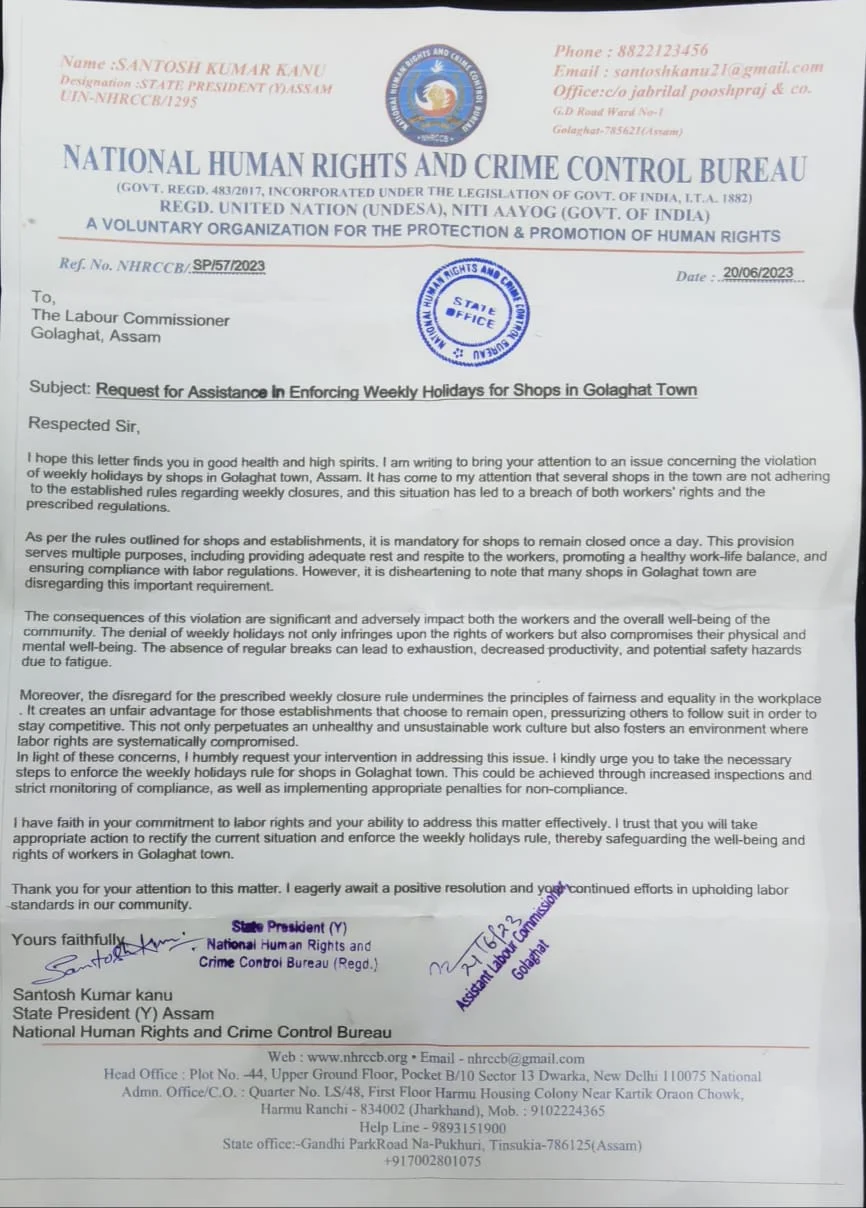 Name :SANTOSH KUMAR KANU
Designation :STATE PRESIDENT (Y)ASSAM
UIN-NHRCCB/1295
NATIONAL HUMAN RIGHTS AND CRIME CONTROL BUREAU
NHRCCB
Phone : 8822123456
Email : santoshkanu21@gmail.com
Office:c/o jabrilal pooshpraj & co.
G.D Road Ward No-1
Golaghat-785621(Assam)
NATIONAL HUMAN RIGHTS AND CRIME CONTROL BUREAU
(GOVT. REGD. 483/2017, INCORPORATED UNDER THE LEGISLATION OF GOVT. OF INDIA, I.T.A. 1882)
REGD. UNITED NATION (UNDESA), NITI AAYOG (GOVT. OF INDIA)
A VOLUNTARY ORGANIZATION FOR THE PROTECTION & PROMOTION OF HUMAN RIGHTS
Ref. No. NHRCCB/ SP/57/2023
Date : 20/06/2023
NATIONAL HUMAN RIGHTS AND CRIME CONTROL BUREAU
STATE
OFFICE
To,
The Labour Commissioner
Golaghat, Assam
Subject: Request for Assistance in Enforcing Weekly Holidays for Shops in Golaghat Town
Respected Sir,
I hope this letter finds you in good health and high spirits. I am writing to bring your attention to an issue concerning the violation
of weekly holidays by shops in Golaghat town, Assam. It has come to my attention that several shops in the town are not adhering
to the established rules regarding weekly closures, and this situation has led to a breach of both workers' rights and the
prescribed regulations.
As per the rules outlined for shops and establishments, it is mandatory for shops to remain closed once a day. This provision
serves multiple purposes, including providing adequate rest and respite to the workers, promoting a healthy work-life balance, and
ensuring compliance with labor regulations. However, it is disheartening to note that many shops in Golaghat town are
disregarding this important requirement.
The consequences of this violation are significant and adversely impact both the workers and the overall well-being of the
community. The denial of weekly holidays not only infringes upon the rights of workers but also compromises their physical and
mental well-being. The absence of regular breaks can lead to exhaustion, decreased productivity, and potential safety hazards
due to fatigue.
Moreover, the disregard for the prescribed weekly closure rule undermines the principles of fairness and equality in the workplace
. It creates an unfair advantage for those establishments that choose to remain open, pressurizing others to follow suit in order to
stay competitive. This not only perpetuates an unhealthy and unsustainable work culture but also fosters an environment where
labor rights are systematically compromised.
In light of these concerns, I humbly request your intervention in addressing this issue. I kindly urge you to take the necessary
steps to enforce the weekly holidays rule for shops in Golaghat town. This could be achieved through increased inspections and
strict monitoring of compliance, as well as implementing appropriate penalties for non-compliance.
I have faith in your commitment to labor rights and your ability to address this matter effectively. I trust that you will take
appropriate action to rectify the current situation and enforce the weekly holidays rule, thereby safeguarding the well-being and
rights of workers in Golaghat town.
Thank you for your attention to this matter. I eagerly await a positive resolution and your continued efforts in upholding labor
standards in our community.
Yours faithfully,
State President (Y)
National Human Rights and
Crime Control Bureau (Regd.)
21/6/23
Assistant Labour Commissioner
Golaghat
Santosh Kumar kanu
State President (Y) Assam
National Human Rights and Crime Control Bureau
Web : www.nhrccb.org • Email - nhrccb@gmail.com
Head Office : Plot No. -44, Upper Ground Floor, Pocket B/10 Sector 13 Dwarka, New Delhi 110075 National
Admn. Office/C.O. : Quarter No. LS/48, First Floor Harmu Housing Colony Near Kartik Oraon Chowk,
Harmu Ranchi - 834002 (Jharkhand), Mob. : 9102224365
Help Line - 9893151900
State office:-Gandhi ParkRoad Na-Pukhuri, Tinsukia-786125(Assam)
+917002801075